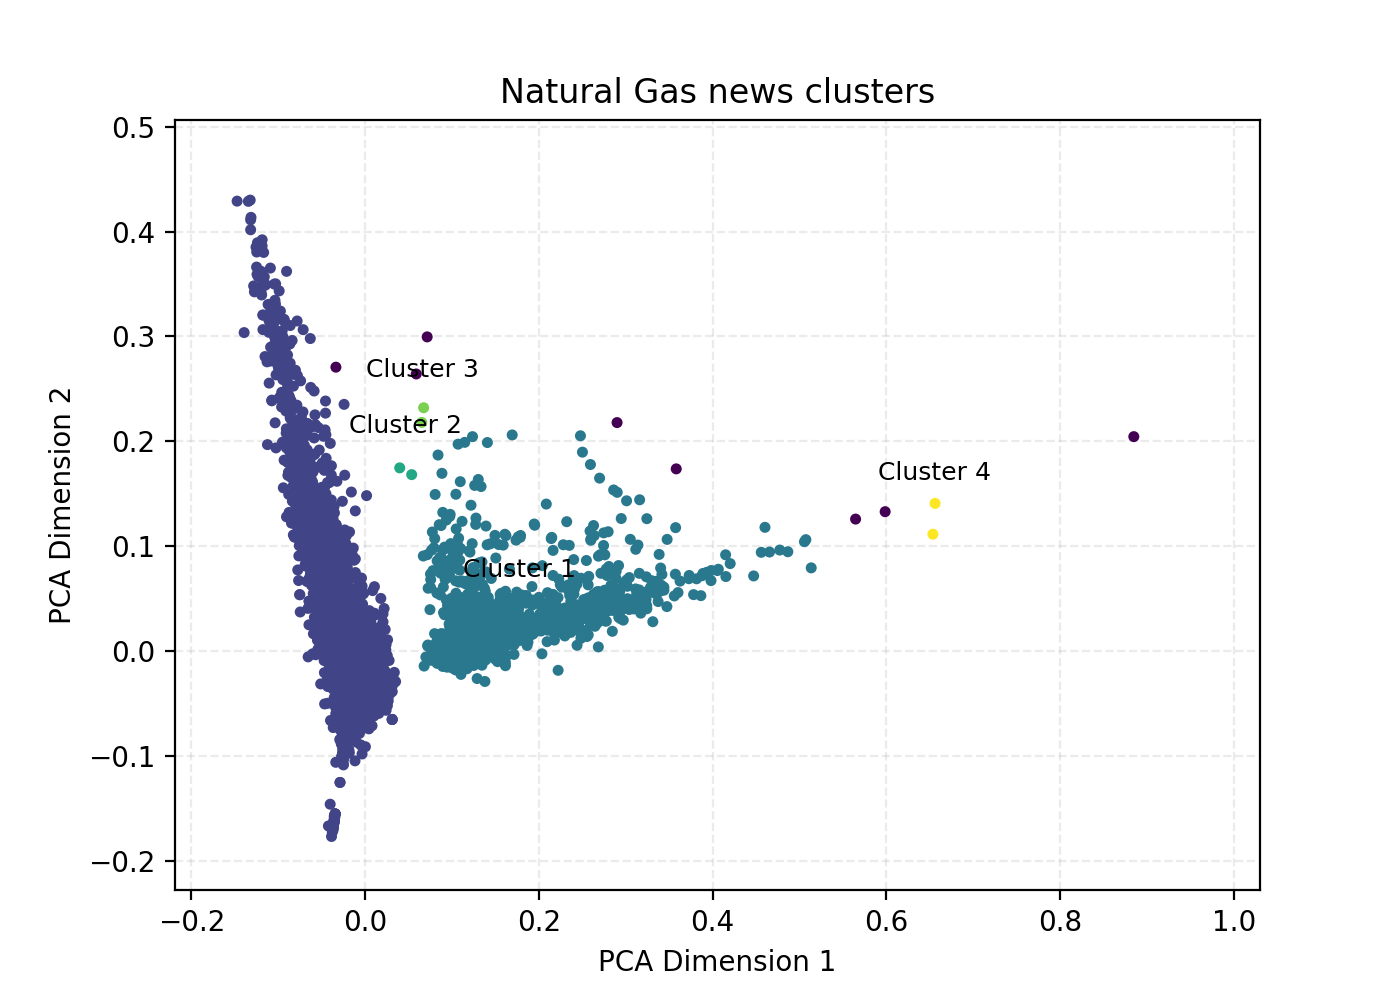 Natural Gas news clusters
0.5
0.4
0.3
0.2
0.1
0.0
−0.1
−0.2
PCA Dimension 2
Cluster 3
Cluster 2
Cluster 4
Cluster 1
−0.2 0.0 0.2 0.4 0.6 0.8 1.0
PCA Dimension 1